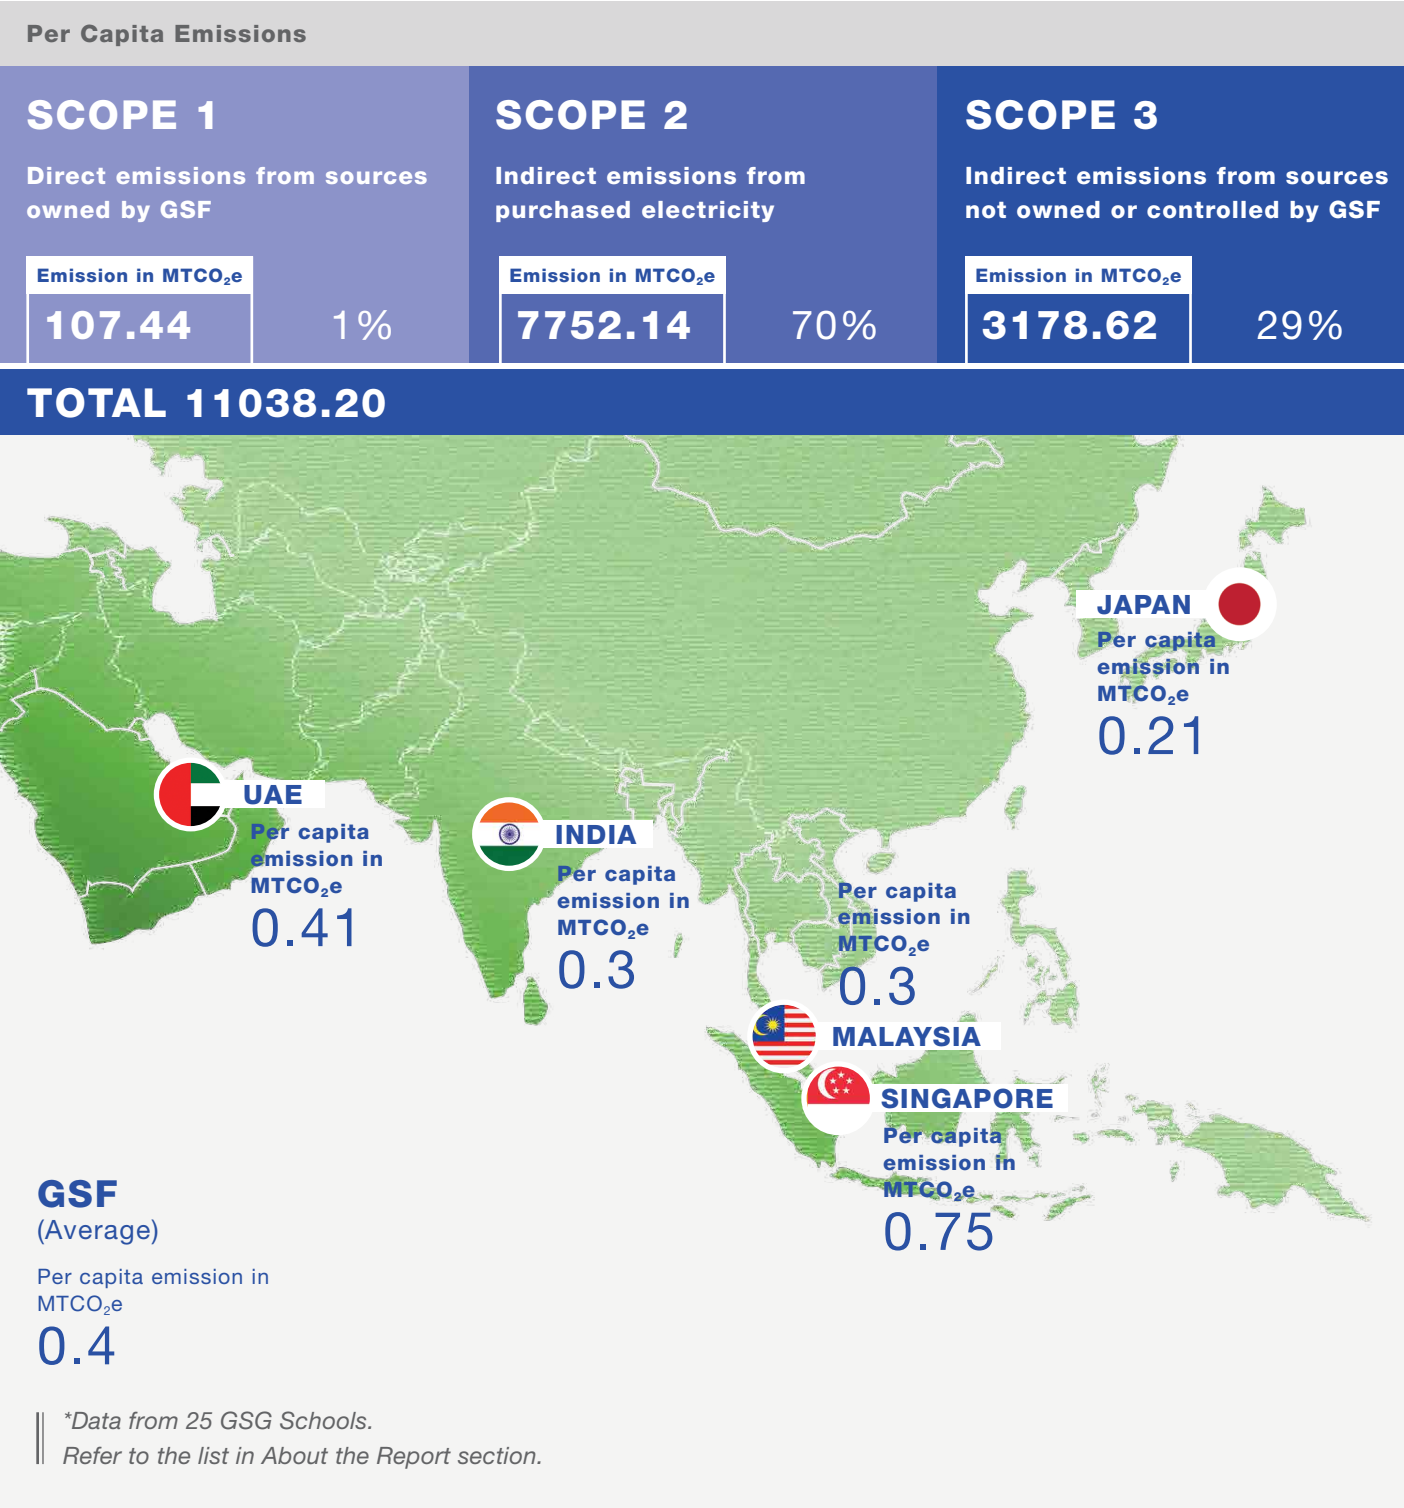 Per Capita Emissions
SCOPE 1
Direct emissions from sources
owned by GSF
Emission in MTCO₂e
107.44
1%
SCOPE 2
Indirect emissions from
purchased electricity
Emission in MTCO₂e
7752.14
70%
SCOPE 3
Indirect emissions from sources
not owned or controlled by GSF
Emission in MTCO₂e
3178.62
29%
TOTAL 11038.20
JAPAN
Per capita
emission in
MTCO₂e
0.21
UAE
Per capita
emission in
MTCO₂e
0.41
INDIA
Per capita
emission in
MTCO₂e
0.3
Per capita
emission in
MTCO₂e
0.3
MALAYSIA
SINGAPORE
Per capita
emission in
MTCO₂e
0.75
GSF
(Average)
Per capita emission in
MTCO₂e
0.4
*Data from 25 GSG Schools.
Refer to the list in About the Report section.